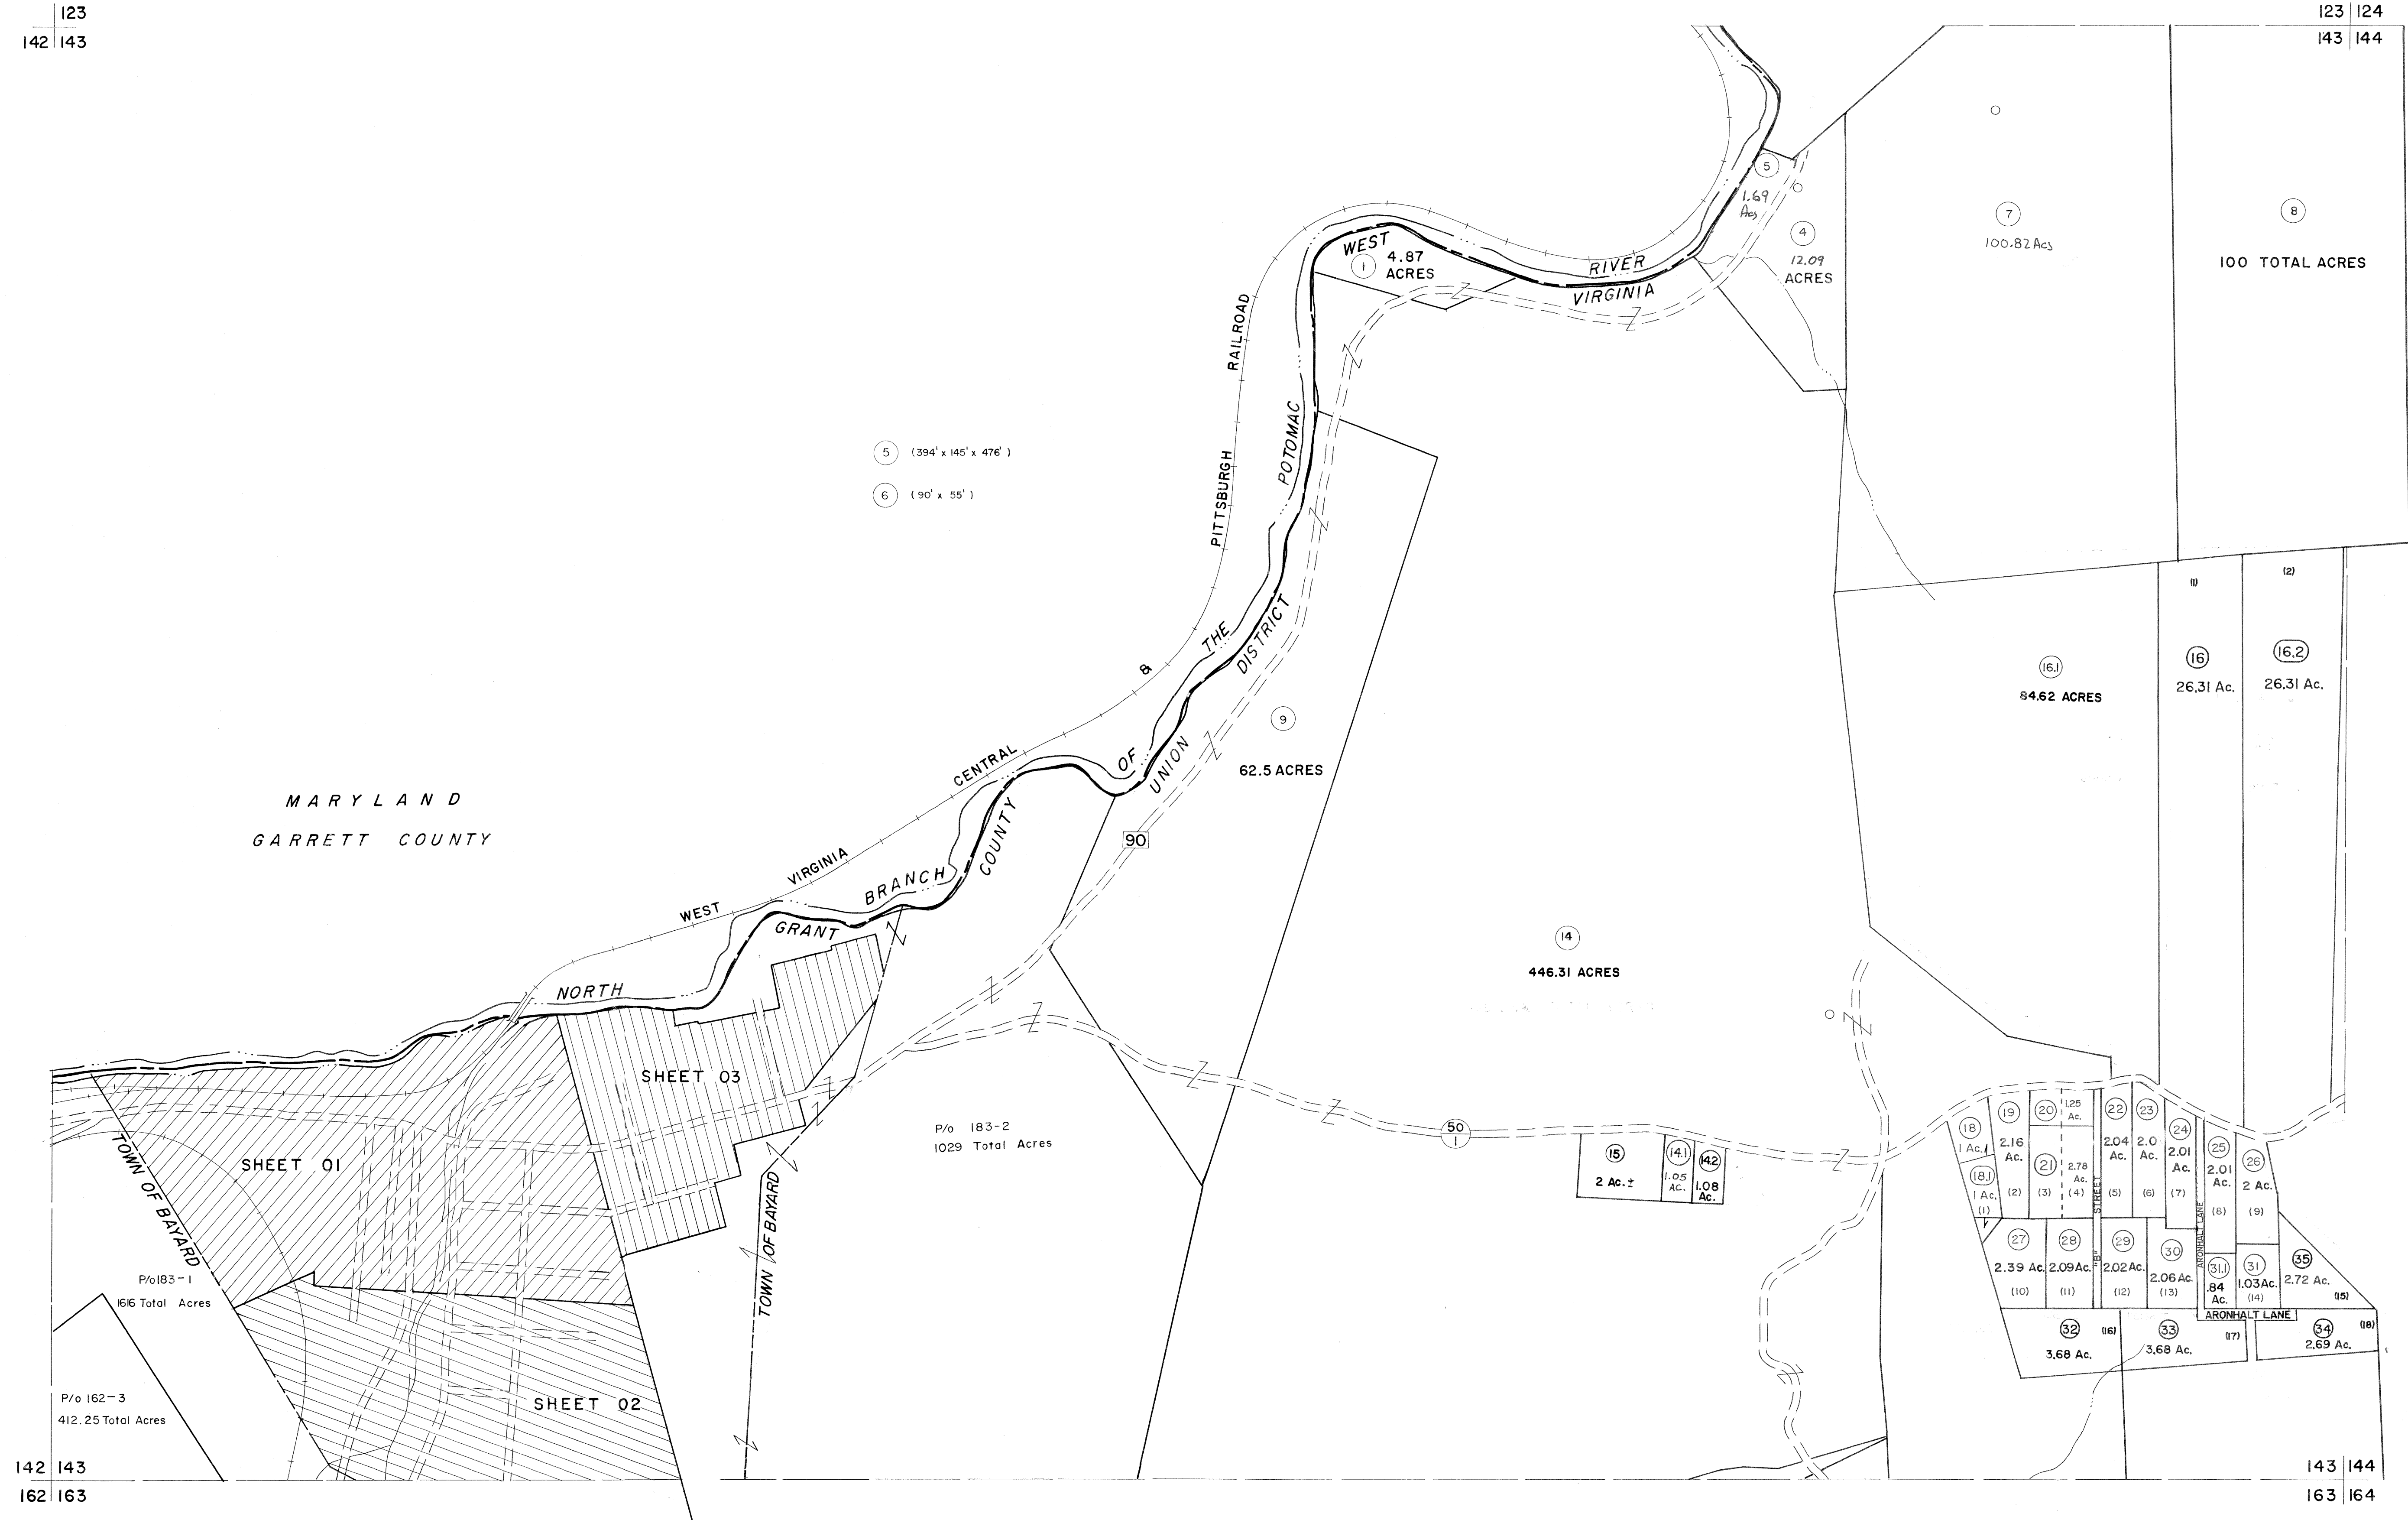 123
142 143
123 124
143 144
5
1.69
Acs
4
12.09
ACRES
7
100.82 Acs
8
100 TOTAL ACRES
WEST
1
4.87
ACRES
RIVER
VIRGINIA
5 (394' x 145' x 476')
6 (90' x 55')
WEST VIRGINIA CENTRAL & PITTSBURGH RAILROAD
NORTH BRANCH OF THE POTOMAC
GRANT COUNTY
UNION DISTRICT
(1)
(2)
16.1
84.62 ACRES
16
26.31 Ac.
16.2
26.31 Ac.
9
62.5 ACRES
MARYLAND
GARRETT COUNTY
90
14
446.31 ACRES
SHEET 03
SHEET 01
SHEET 02
TOWN OF BAYARD
TOWN OF BAYARD
P/o 183-2
1029 Total Acres
P/o 183-1
1616 Total Acres
P/o 162-3
412.25 Total Acres
50
1
15
2 Ac. ±
14.1
1.05
AC.
14.2
1.08
Ac.
18
1 Ac.
18.1
1 Ac.
(1)
19
2.16
Ac.
(2)
20
1.25
Ac.
21
2.78
Ac.
(3)
(4)
"B" STREET
22
2.04
Ac.
(5)
23
2.0
Ac.
(6)
24
2.01
Ac.
(7)
ARONHALT LANE
25
2.01
Ac.
(8)
26
2 Ac.
(9)
27
2.39 Ac.
(10)
28
2.09 Ac.
(11)
29
2.02 Ac.
(12)
30
2.06 Ac.
(13)
31.1
.84
Ac.
31
1.03 Ac.
(14)
35
2.72 Ac.
(15)
ARONHALT LANE
32 (16)
3.68 Ac.
33 (17)
3.68 Ac.
34 (18)
2.69 Ac.
142 143
162 163
143 144
163 164